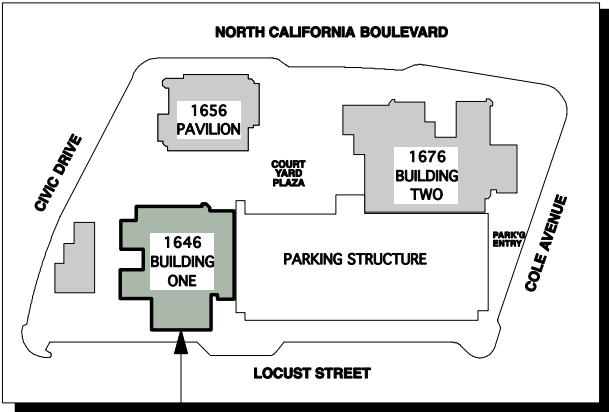 NORTH CALIFORNIA BOULEVARD
1656
PAVILION
CIVIC DRIVE
COURT
YARD
PLAZA
1676
BUILDING
TWO
1646
BUILDING
ONE
PARKING STRUCTURE
PARK'G
ENTRY
COLE AVENUE
LOCUST STREET